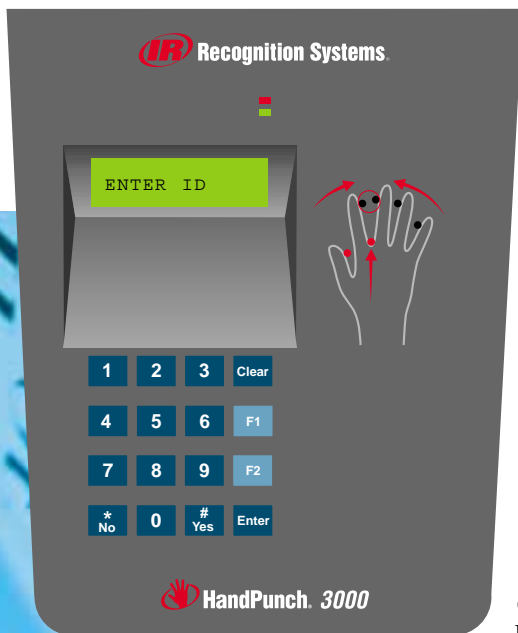 IR Recognition Systems.
ENTER ID
1 2 3 Clear
4 5 6 F1
7 8 9 F2
* No 0 # Yes Enter
HandPunch. 3000